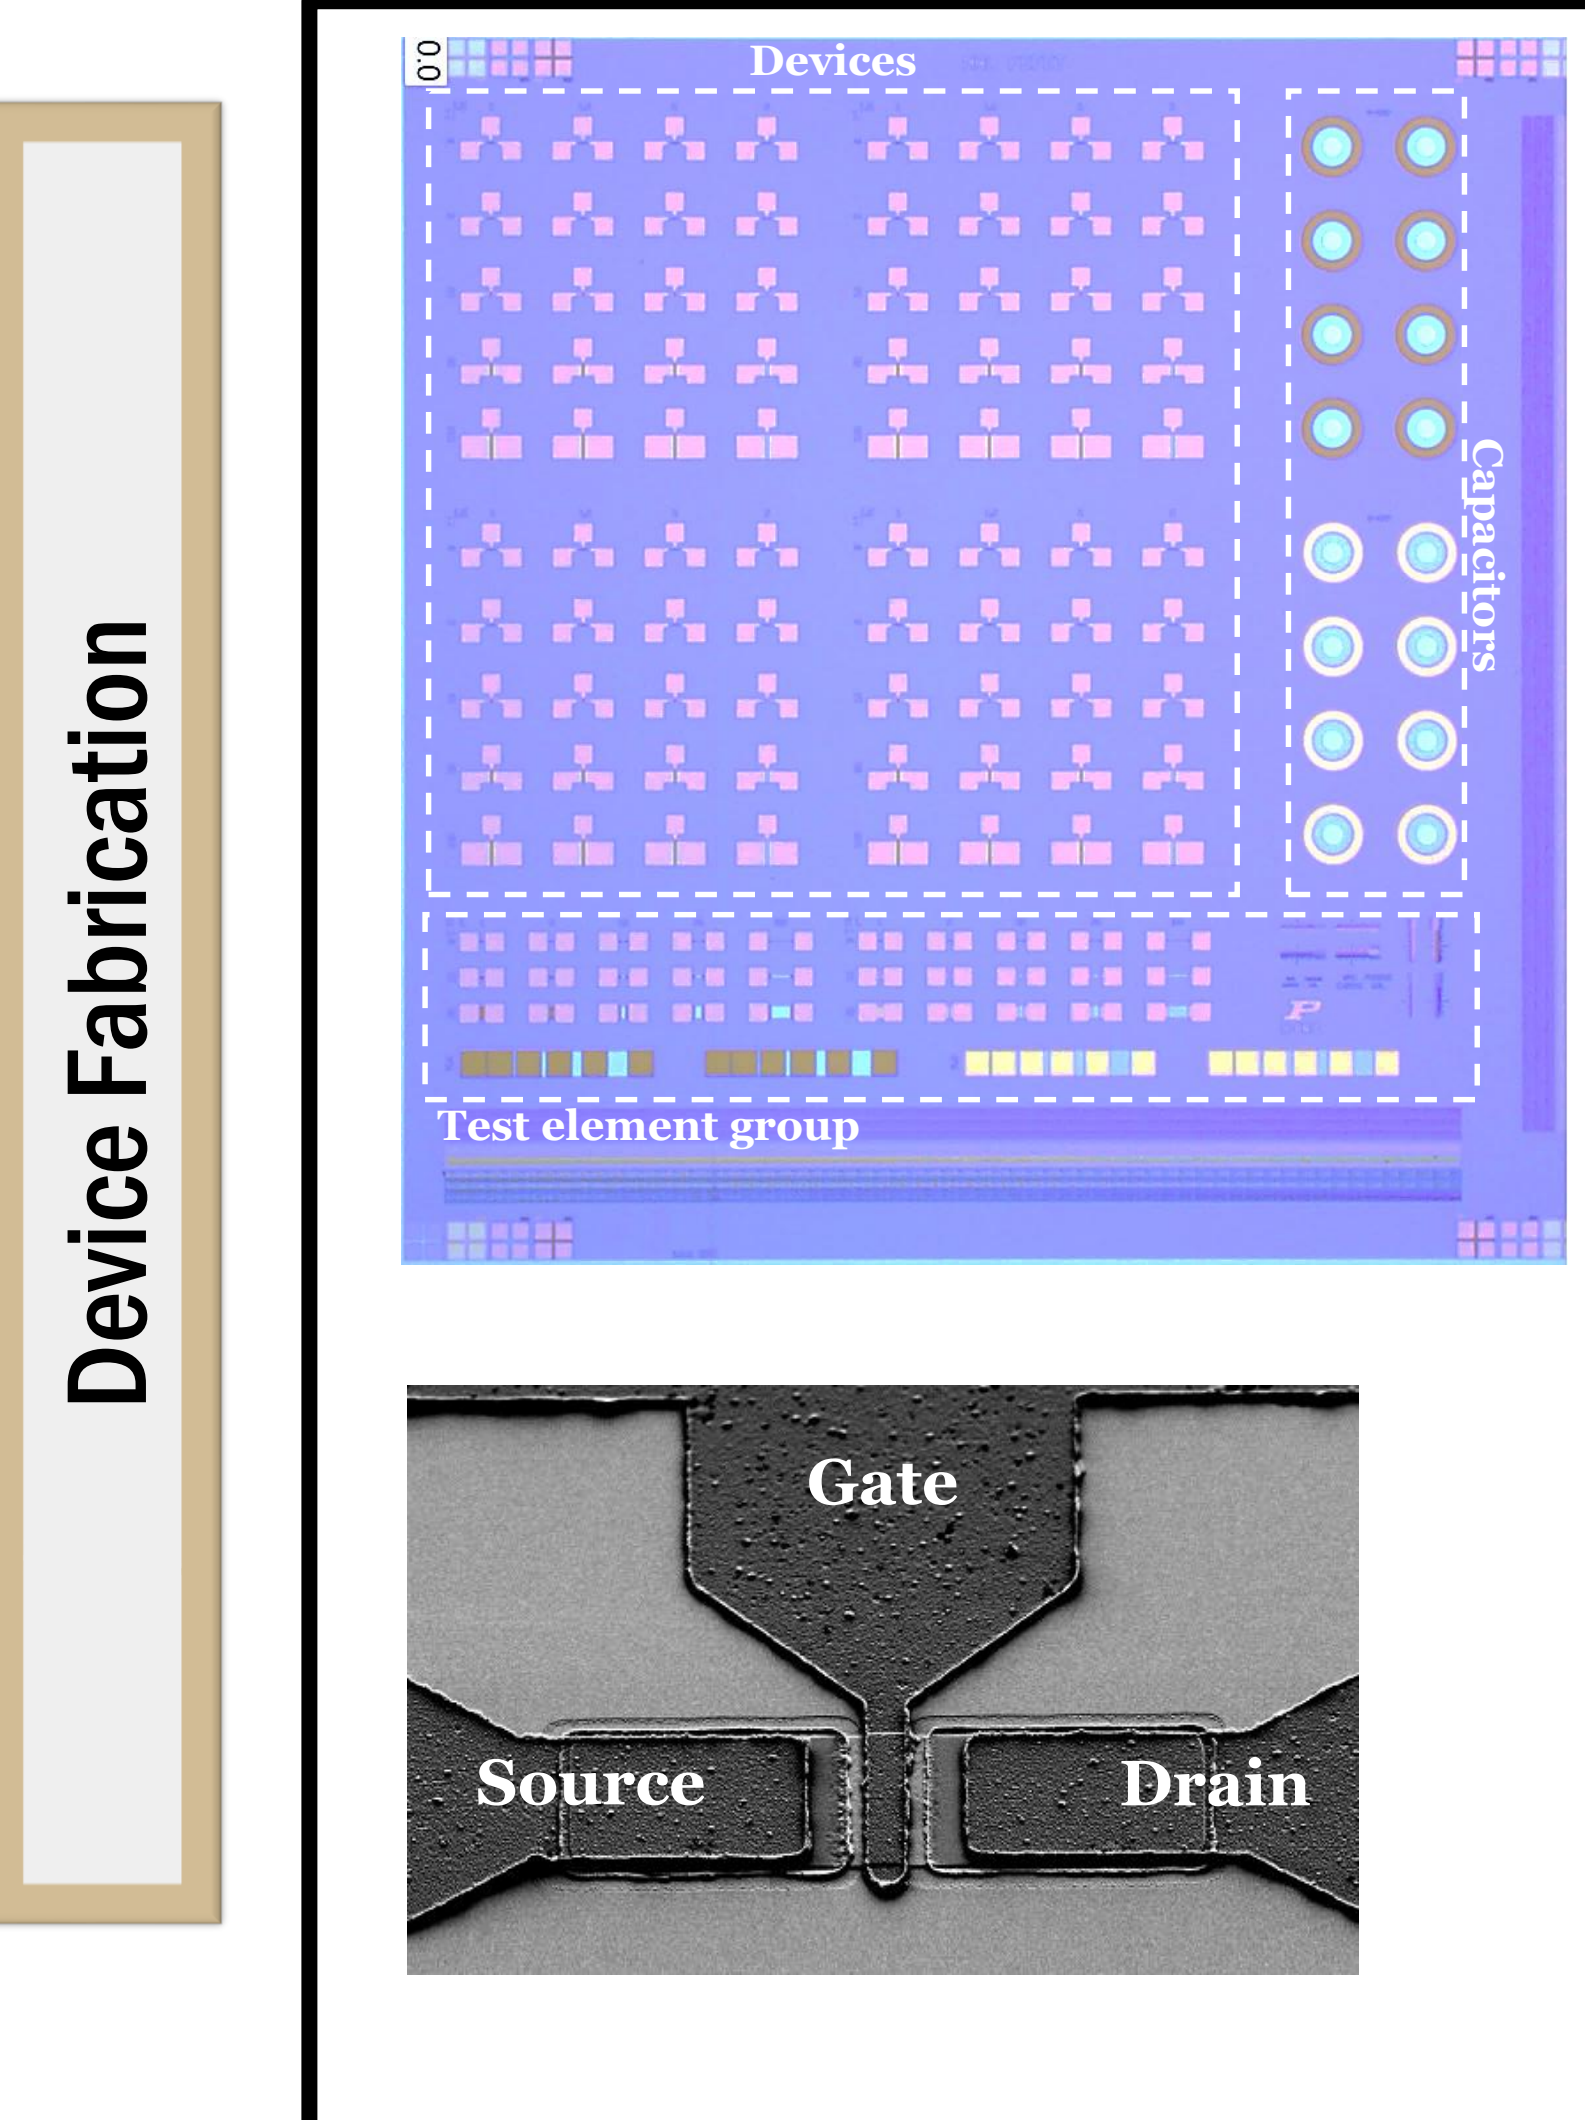 Device Fabrication
0.0
Devices
Capacitors
Test element group
P
Gate
Source
Drain